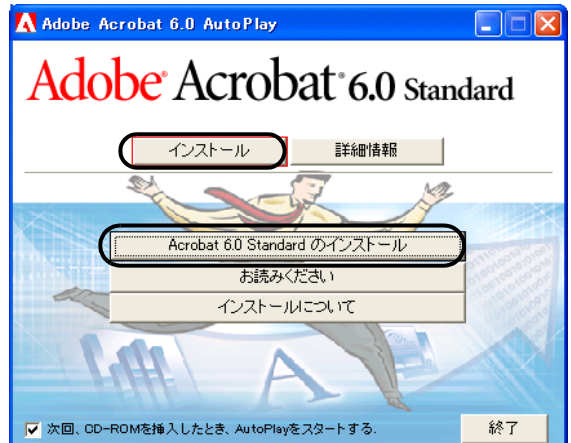 Adobe Acrobat 6.0 AutoPlay
Adobe Acrobat 6.0 Standard
インストール 詳細情報
Acrobat 6.0 Standard のインストール
お読みください
インストールについて
次回、CD-ROMを挿入したとき、AutoPlayをスタートする.
終了